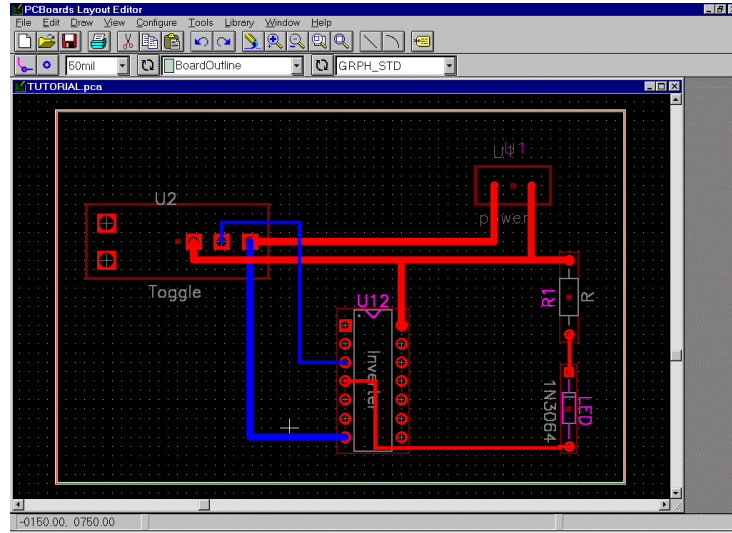 PCBoards Layout Editor
File Edit Draw View Configure Tools Library Window Help
50mil BoardOutline GRPH_STD
TUTORIAL.pca
U1
power
U2
Toggle
U12
Inverter
R1
R
1N3064
LED
-0150.00, 0750.00